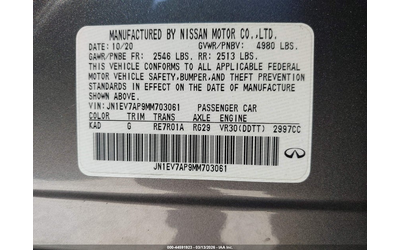 MANUFACTURED BY NISSAN MOTOR CO.,LTD.
DATE: 10/20 GVWR/PNBV: 4980 LBS.
GAWR/PNBE FR: 2546 LBS. RR: 2513 LBS.
THIS VEHICLE CONFORMS TO ALL APPLICABLE FEDERAL
MOTOR VEHICLE SAFETY,BUMPER,AND THEFT PREVENTION
STANDARDS IN EFFECT ON THE DATE OF MANUFACTURE
SHOWN ABOVE.
VIN:JN1EV7AP9MM703061 PASSENGER CAR
COLOR TRIM TRANS AXLE ENGINE
KAD G RE7R01A RG29 VR30(DDTT) 2997CC
JN1EV7AP9MM703061
INFINITI